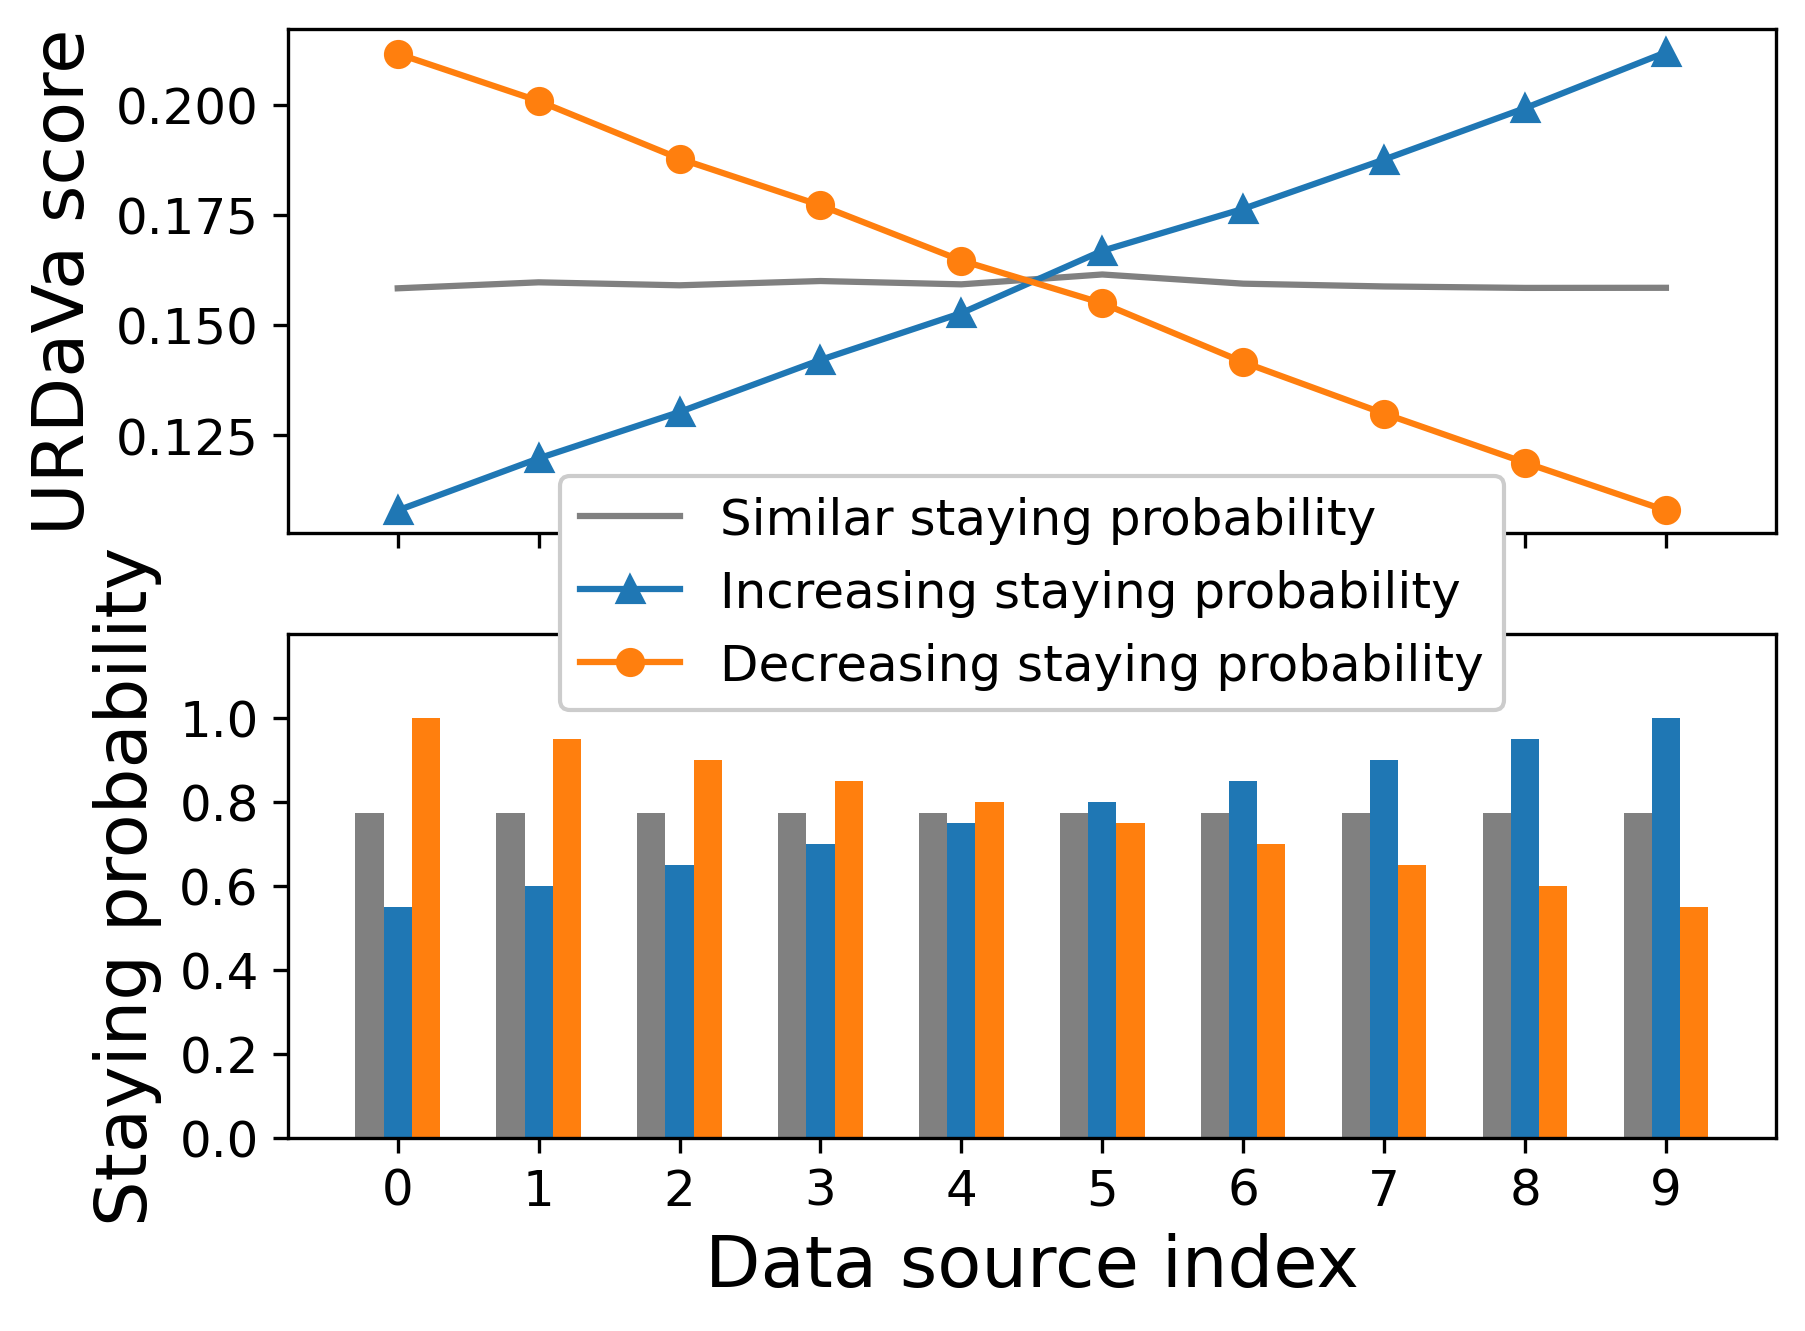 URDaVa score
0.200
0.175
0.150
0.125
Similar staying probability
Increasing staying probability
Decreasing staying probability
Staying probability
1.0
0.8
0.6
0.4
0.2
0.0
0 1 2 3 4 5 6 7 8 9
Data source index